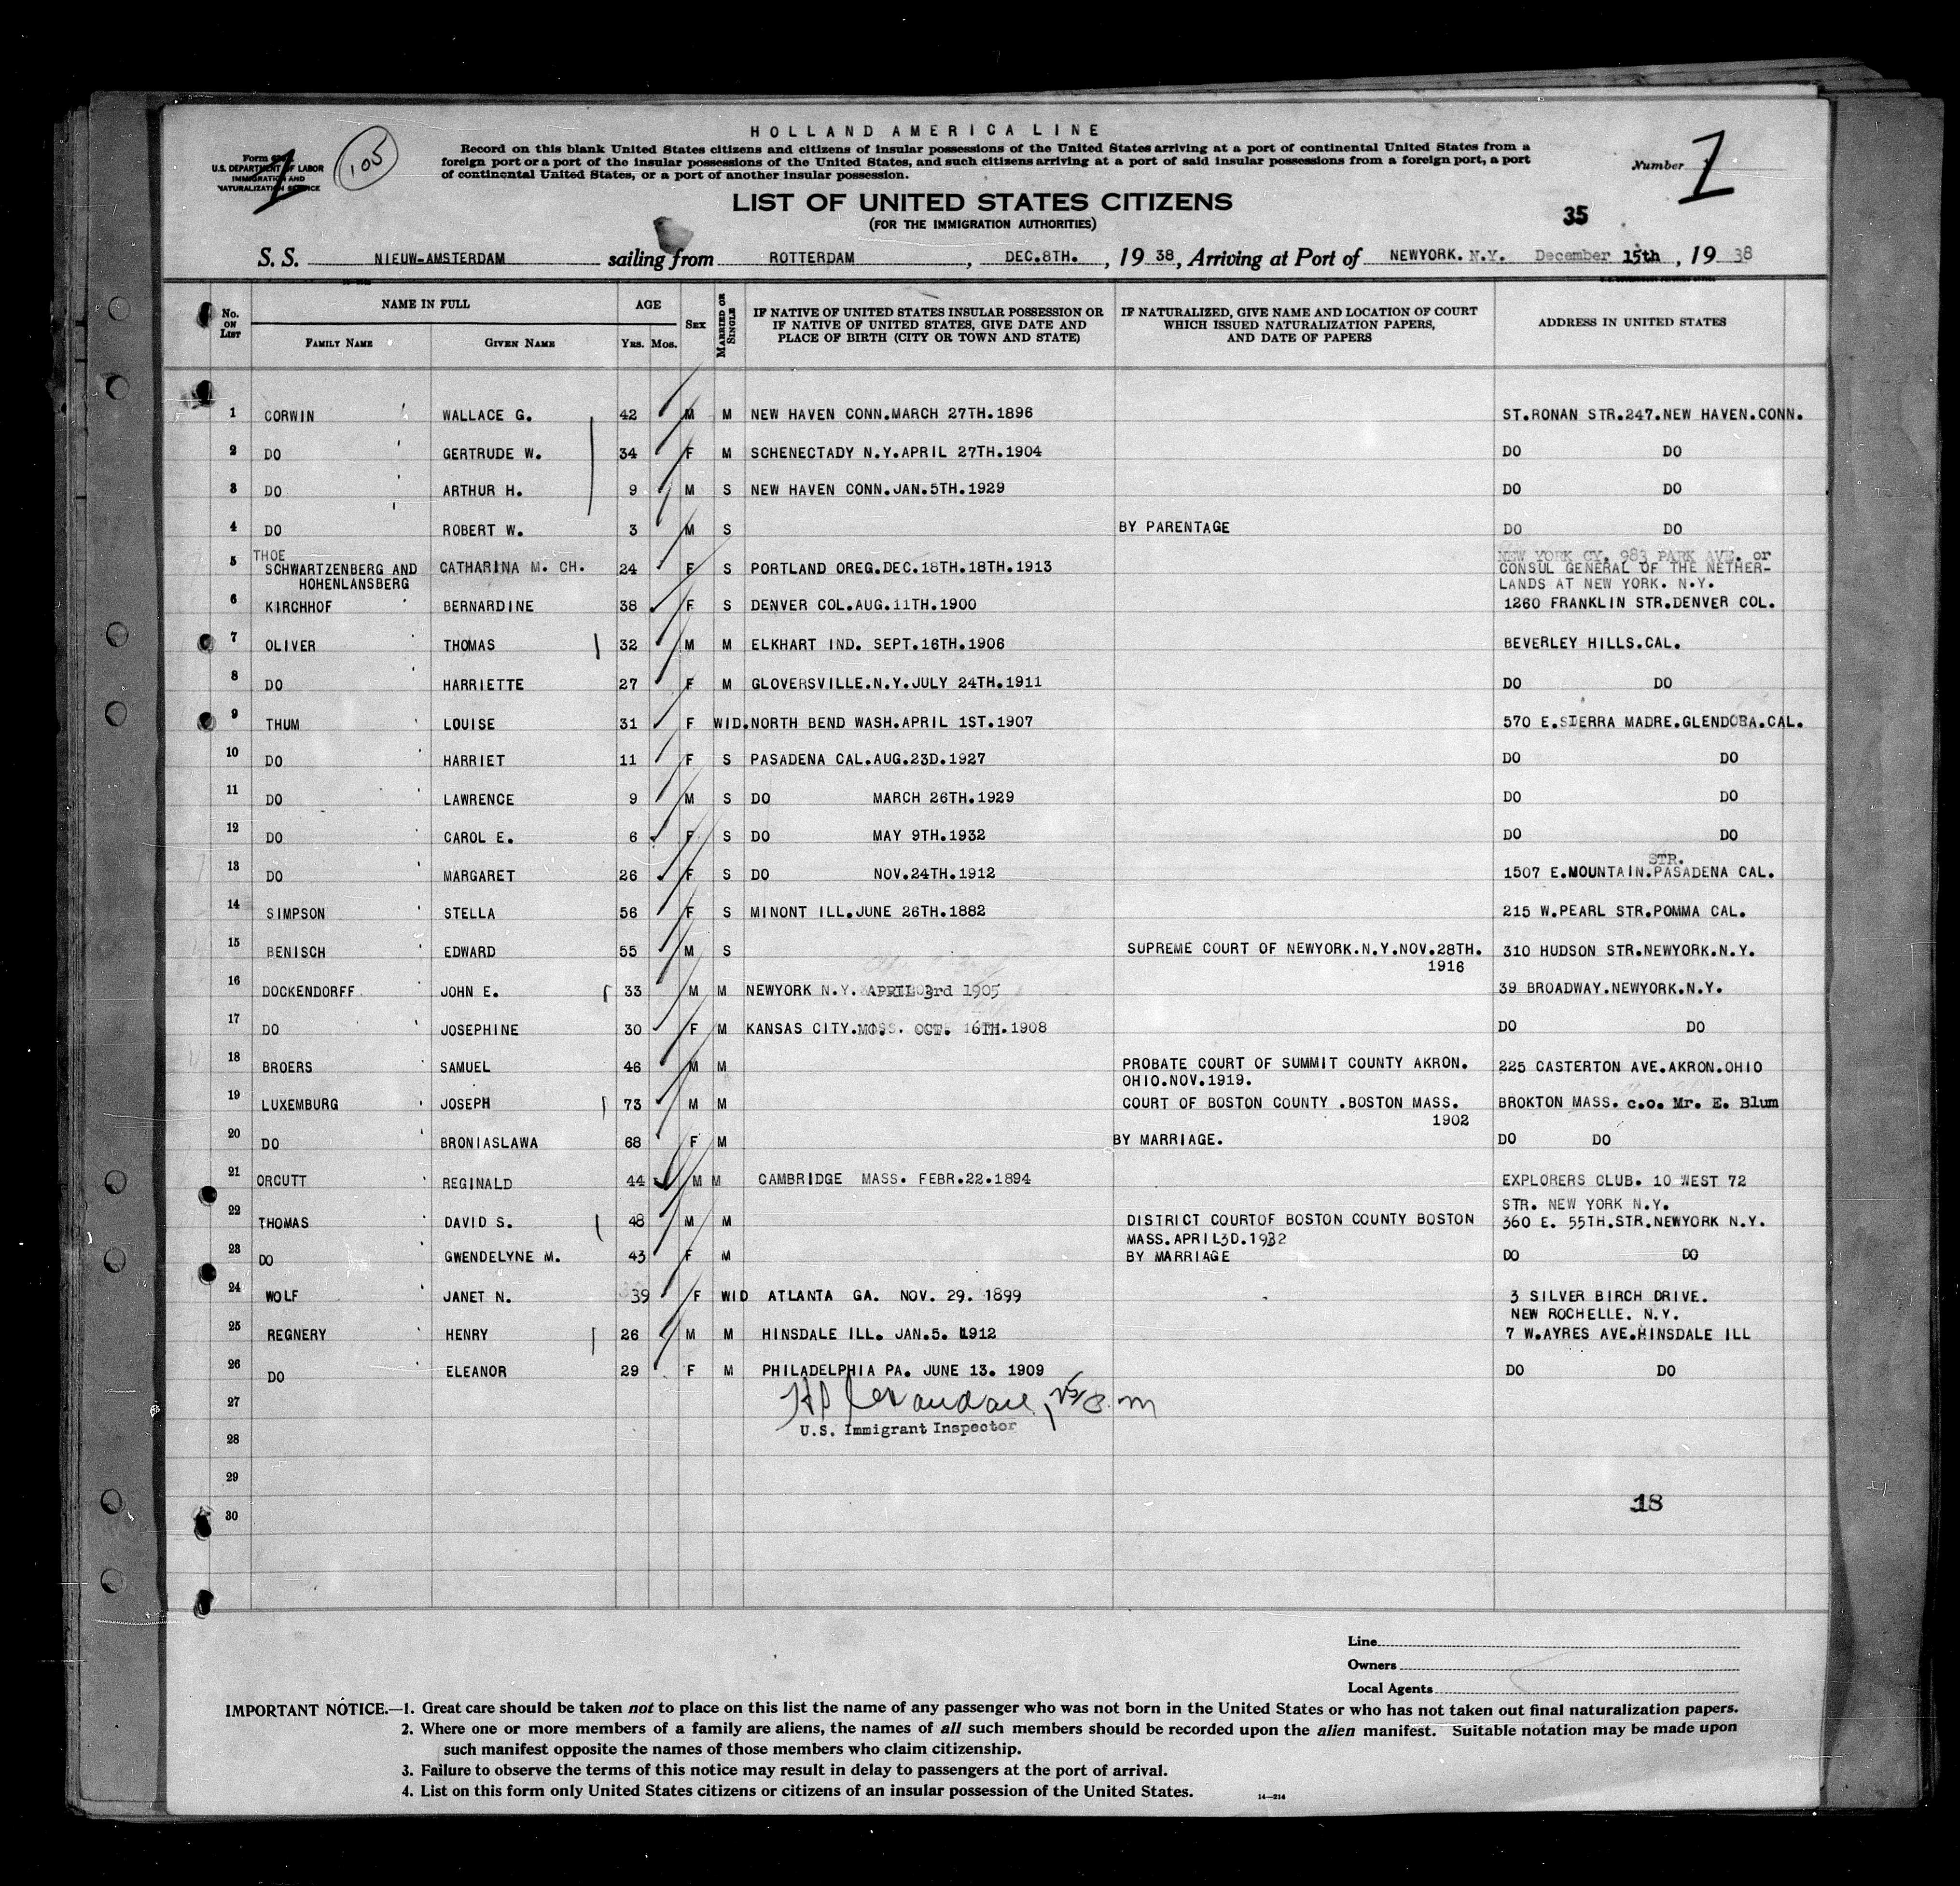 HOLLAND AMERICA LINE
Form
U.S. DEPARTMENT OF LABOR
IMMIGRATION AND
NATURALIZATION SERVICE
1
105
Record on this blank United States citizens and citizens of insular possessions of the United States arriving at a port of continental United States from a
foreign port or a port of the insular possessions of the United States, and such citizens arriving at a port of said insular possessions from a foreign port, a port
of continental United States, or a port of another insular possession.
Number 1
LIST OF UNITED STATES CITIZENS
(FOR THE IMMIGRATION AUTHORITIES)
35
S. S. NIEUW-AMSTERDAM sailing from ROTTERDAM, DEC.8TH., 19 38, Arriving at Port of NEWYORK. N.Y. December 15th, 19 38
No. ON LIST
NAME IN FULL
FAMILY NAME GIVEN NAME
AGE
YRS. MOS.
SEX
MARRIED OR SINGLE
IF NATIVE OF UNITED STATES INSULAR POSSESSION OR
IF NATIVE OF UNITED STATES, GIVE DATE AND
PLACE OF BIRTH (CITY OR TOWN AND STATE)
IF NATURALIZED, GIVE NAME AND LOCATION OF COURT
WHICH ISSUED NATURALIZATION PAPERS,
AND DATE OF PAPERS
ADDRESS IN UNITED STATES
1 CORWIN WALLACE G. 42 M M NEW HAVEN CONN.MARCH 27TH.1896 ST.RONAN STR.247.NEW HAVEN.CONN.
2 DO GERTRUDE W. 34 F M SCHENECTADY N.Y.APRIL 27TH.1904 DO DO
3 DO ARTHUR H. 9 M S NEW HAVEN CONN.JAN.5TH.1929 DO DO
4 DO ROBERT W. 3 M S BY PARENTAGE DO DO
THOE NEW YORK CY. 983 PARK AVE. or
5 SCHWARTZENBERG AND CATHARINA M. CH. 24 F S PORTLAND OREG.DEC.18TH.18TH.1913 CONSUL GENERAL OF THE NETHER-
HOHENLANSBERG LANDS AT NEW YORK. N.Y.
6 KIRCHHOF BERNARDINE 38 F S DENVER COL.AUG.11TH.1900 1260 FRANKLIN STR.DENVER COL.
7 OLIVER THOMAS 32 M M ELKHART IND. SEPT.16TH.1906 BEVERLEY HILLS.CAL.
8 DO HARRIETTE 27 F M GLOVERSVILLE.N.Y.JULY 24TH.1911 DO DO
9 THUM LOUISE 31 F WID. NORTH BEND WASH.APRIL 1ST.1907 570 E.SIERRA MADRE.GLENDORA.CAL.
10 DO HARRIET 11 F S PASADENA CAL.AUG.23D.1927 DO DO
11 DO LAWRENCE 9 M S DO MARCH 26TH.1929 DO DO
12 DO CAROL E. 6 F S DO MAY 9TH.1932 DO DO
STR.
13 DO MARGARET 26 F S DO NOV.24TH.1912 1507 E.MOUNTAIN.PASADENA CAL.
14 SIMPSON STELLA 56 F S MINONT ILL.JUNE 26TH.1882 215 W.PEARL STR.POMMA CAL.
15 BENISCH EDWARD 55 M S SUPREME COURT OF NEWYORK.N.Y.NOV.28TH. 310 HUDSON STR.NEWYORK.N.Y.
1916
16 DOCKENDORFF JOHN E. 33 M M NEWYORK N.Y. APRIL 3rd 1905 39 BROADWAY.NEWYORK.N.Y.
17 DO JOSEPHINE 30 F M KANSAS CITY.MOSS. OCT. 16TH.1908 DO DO
18 BROERS SAMUEL 46 M M PROBATE COURT OF SUMMIT COUNTY AKRON. 225 CASTERTON AVE.AKRON.OHIO
OHIO.NOV.1919.
19 LUXEMBURG JOSEPH 73 M M COURT OF BOSTON COUNTY .BOSTON MASS. BROKTON MASS. c.o. Mr. E. Blum
1902
20 DO BRONIASLAWA 68 F M BY MARRIAGE. DO DO
21 ORCUTT REGINALD 44 M M CAMBRIDGE MASS. FEBR.22.1894 EXPLORERS CLUB. 10 WEST 72
STR. NEW YORK N.Y.
22 THOMAS DAVID S. 48 M M DISTRICT COURTOF BOSTON COUNTY BOSTON 360 E. 55TH.STR.NEWYORK N.Y.
MASS.APRIL3D.1932
23 DO GWENDELYNE M. 43 F M BY MARRIAGE DO DO
24 WOLF JANET N. 39 F WID ATLANTA GA. NOV. 29. 1899 3 SILVER BIRCH DRIVE.
NEW ROCHELLE. N.Y.
25 REGNERY HENRY 26 M M HINSDALE ILL. JAN.5. 1912 7 W.AYRES AVE.HINSDALE ILL
26 DO ELEANOR 29 F M PHILADELPHIA PA. JUNE 13. 1909 DO DO
27
U.S. Immigrant Inspector
28
29
30
18
Line
Owners
Local Agents
IMPORTANT NOTICE.—1. Great care should be taken not to place on this list the name of any passenger who was not born in the United States or who has not taken out final naturalization papers.
2. Where one or more members of a family are aliens, the names of all such members should be recorded upon the alien manifest. Suitable notation may be made upon
such manifest opposite the names of those members who claim citizenship.
3. Failure to observe the terms of this notice may result in delay to passengers at the port of arrival.
4. List on this form only United States citizens or citizens of an insular possession of the United States.
14—214